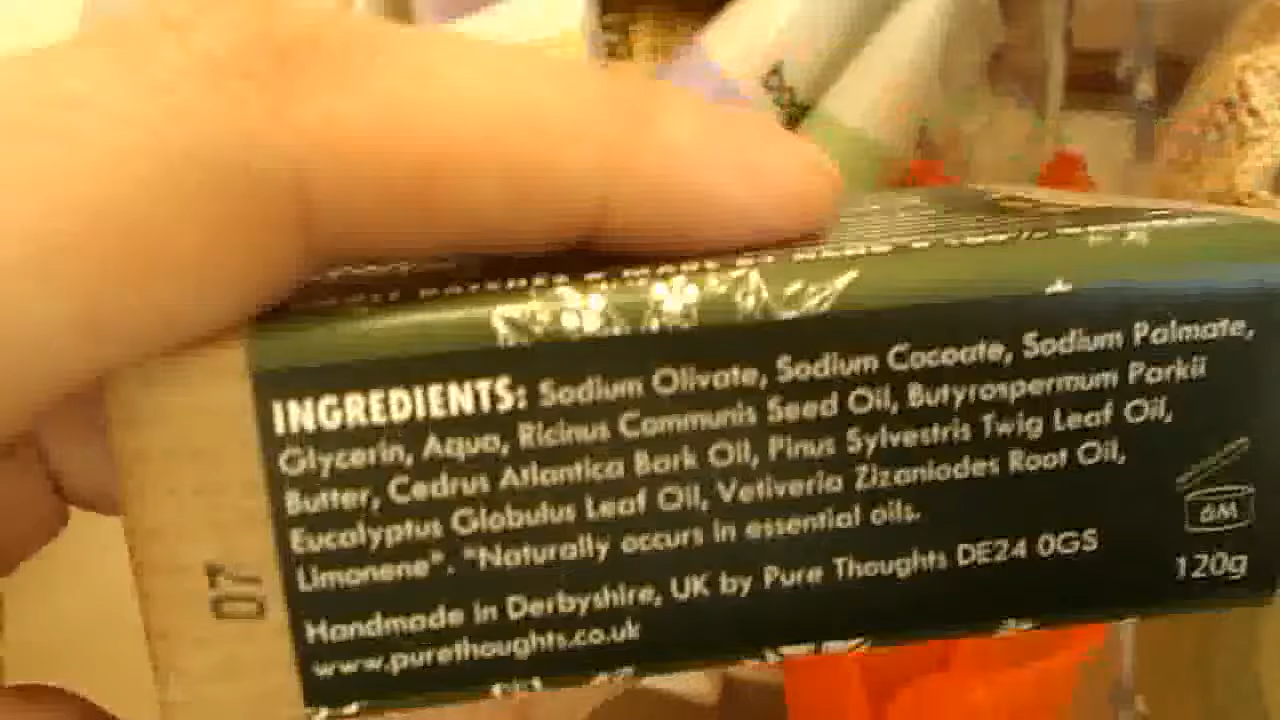 INGREDIENTS: Sodium Olivate, Sodium Cocoate, Sodium Palmate,
Glycerin, Aqua, Ricinus Communis Seed Oil, Butyrospermum Parkii
Butter, Cedrus Atlantica Bark Oil, Pinus Sylvestris Twig Leaf Oil,
Eucalyptus Globulus Leaf Oil, Vetiveria Zizaniodes Root Oil,
Limonene*. *Naturally occurs in essential oils.
Handmade in Derbyshire, UK by Pure Thoughts DE24 0GS
www.purethoughts.co.uk
6M
120g
07